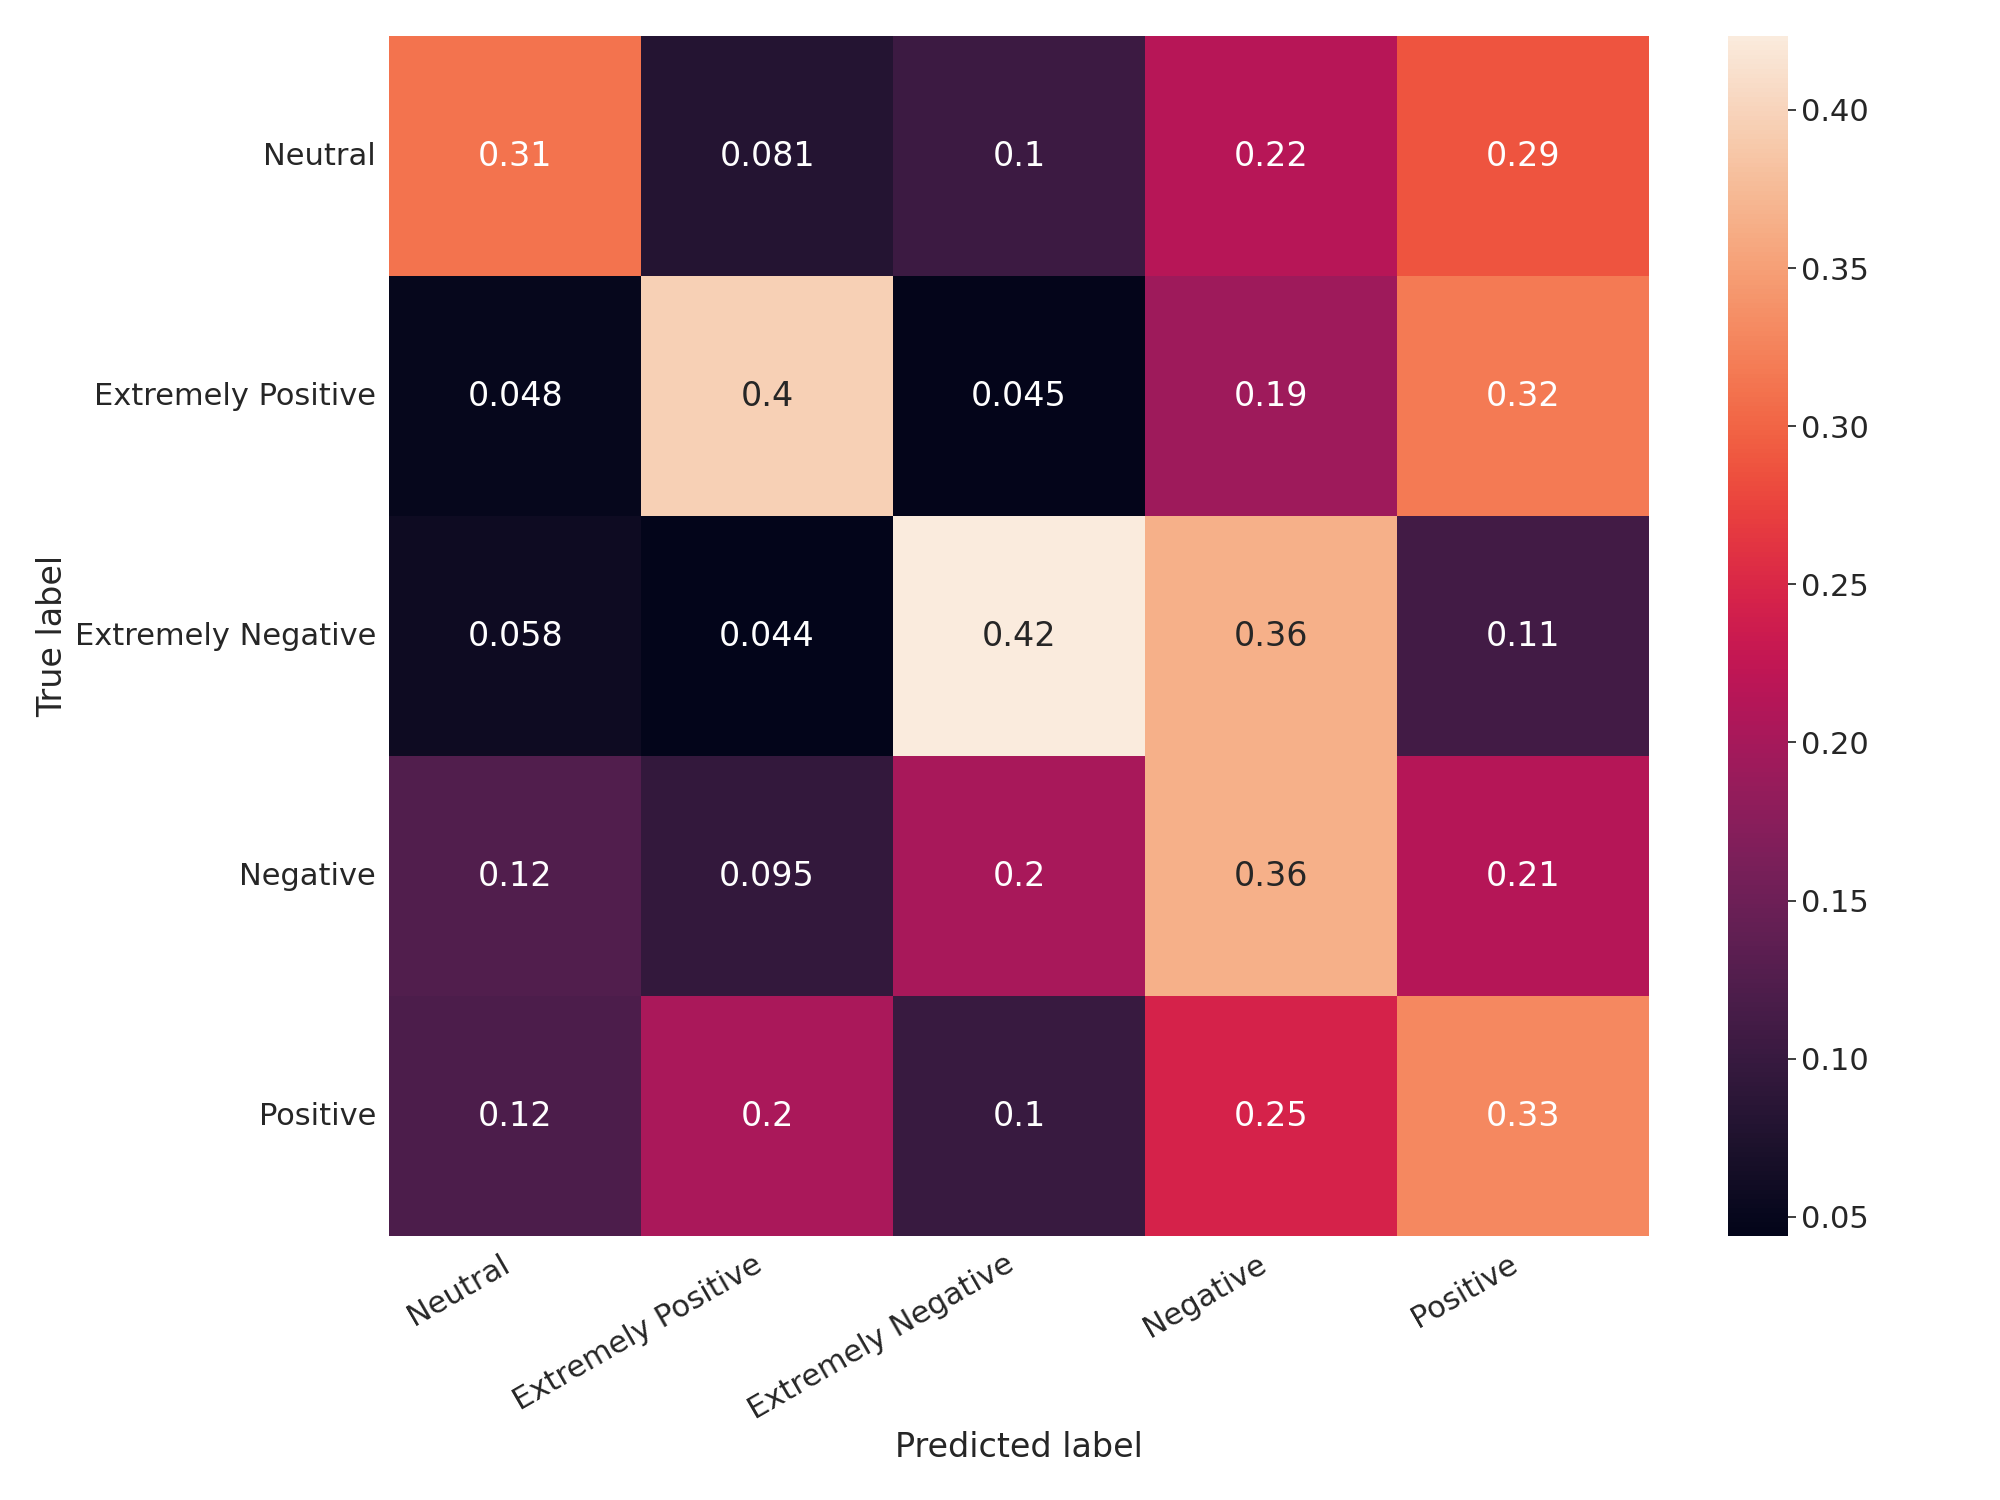 Neutral 0.31 0.081 0.1 0.22 0.29
Extremely Positive 0.048 0.4 0.045 0.19 0.32
Extremely Negative 0.058 0.044 0.42 0.36 0.11
Negative 0.12 0.095 0.2 0.36 0.21
Positive 0.12 0.2 0.1 0.25 0.33
True label
Neutral
Extremely Positive
Extremely Negative
Negative
Positive
Predicted label
0.40
0.35
0.30
0.25
0.20
0.15
0.10
0.05